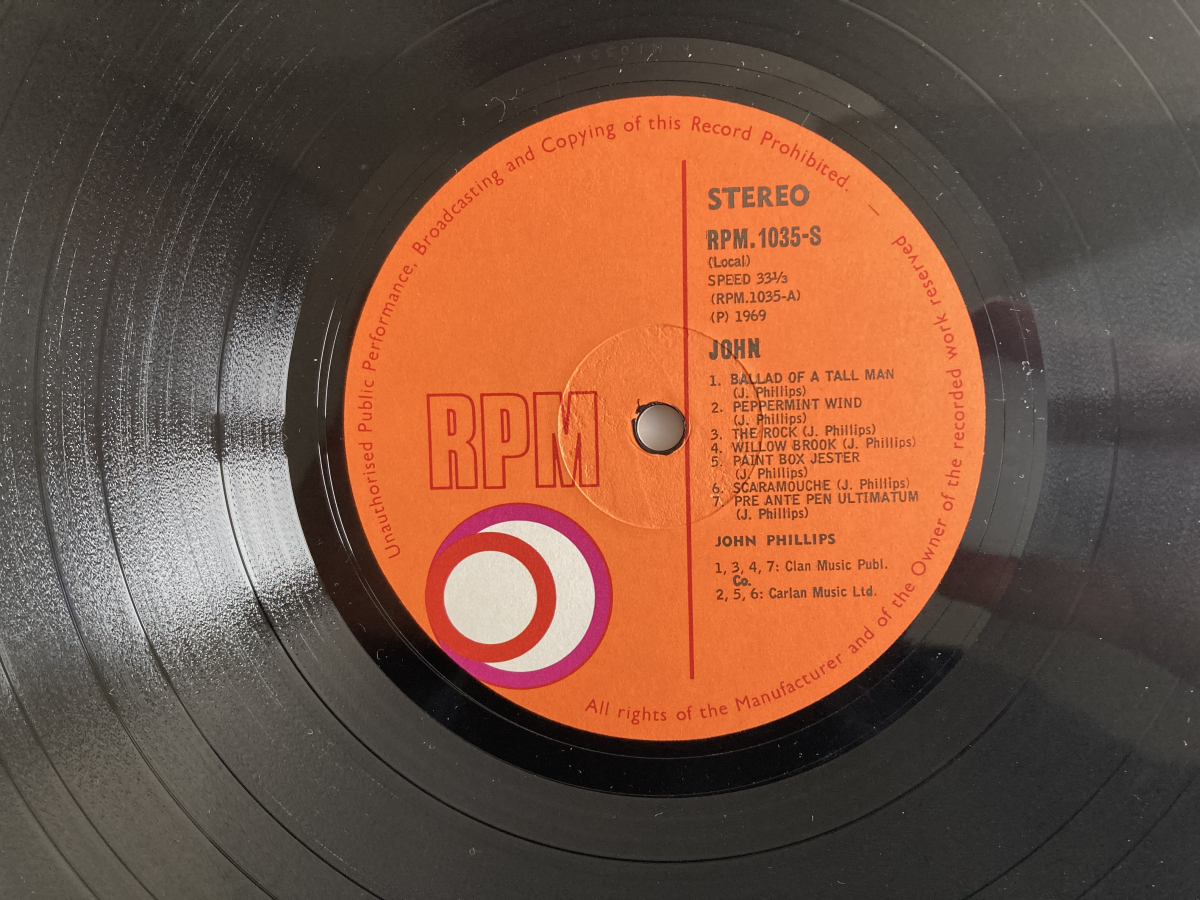 Unauthorised Public Performance, Broadcasting and Copying of this Record Prohibited.
STEREO
RPM.1035-S
(Local)
SPEED 33⅓
(RPM.1035-A)
(P) 1969
JOHN
1. BALLAD OF A TALL MAN
(J. Phillips)
2. PEPPERMINT WIND
(J. Phillips)
3. THE ROCK (J. Phillips)
4. WILLOW BROOK (J. Phillips)
5. PAINT BOX JESTER
(J. Phillips)
6. SCARAMOUCHE (J. Phillips)
7. PRE ANTE PEN ULTIMATUM
(J. Phillips)
JOHN PHILLIPS
1, 3, 4, 7: Clan Music Publ.
Co.
2, 5, 6: Carlan Music Ltd.
RPM
All rights of the Manufacturer and of the Owner of the recorded work reserved